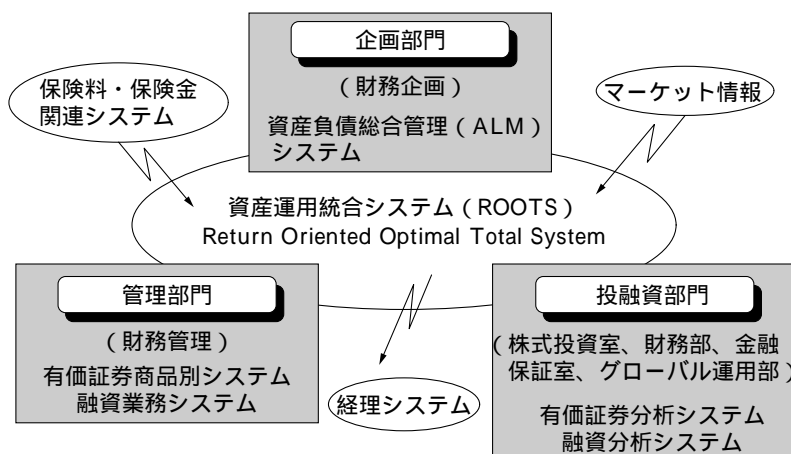 企画部門
(財務企画)
資産負債総合管理(ALM)
システム
保険料・保険金
関連システム
マーケット情報
資産運用統合システム(ROOTS)
Return Oriented Optimal Total System
管理部門
(財務管理)
有価証券商品別システム
融資業務システム
経理システム
投融資部門
(株式投資室、財務部、金融
保証室、グローバル運用部)
有価証券分析システム
融資分析システム